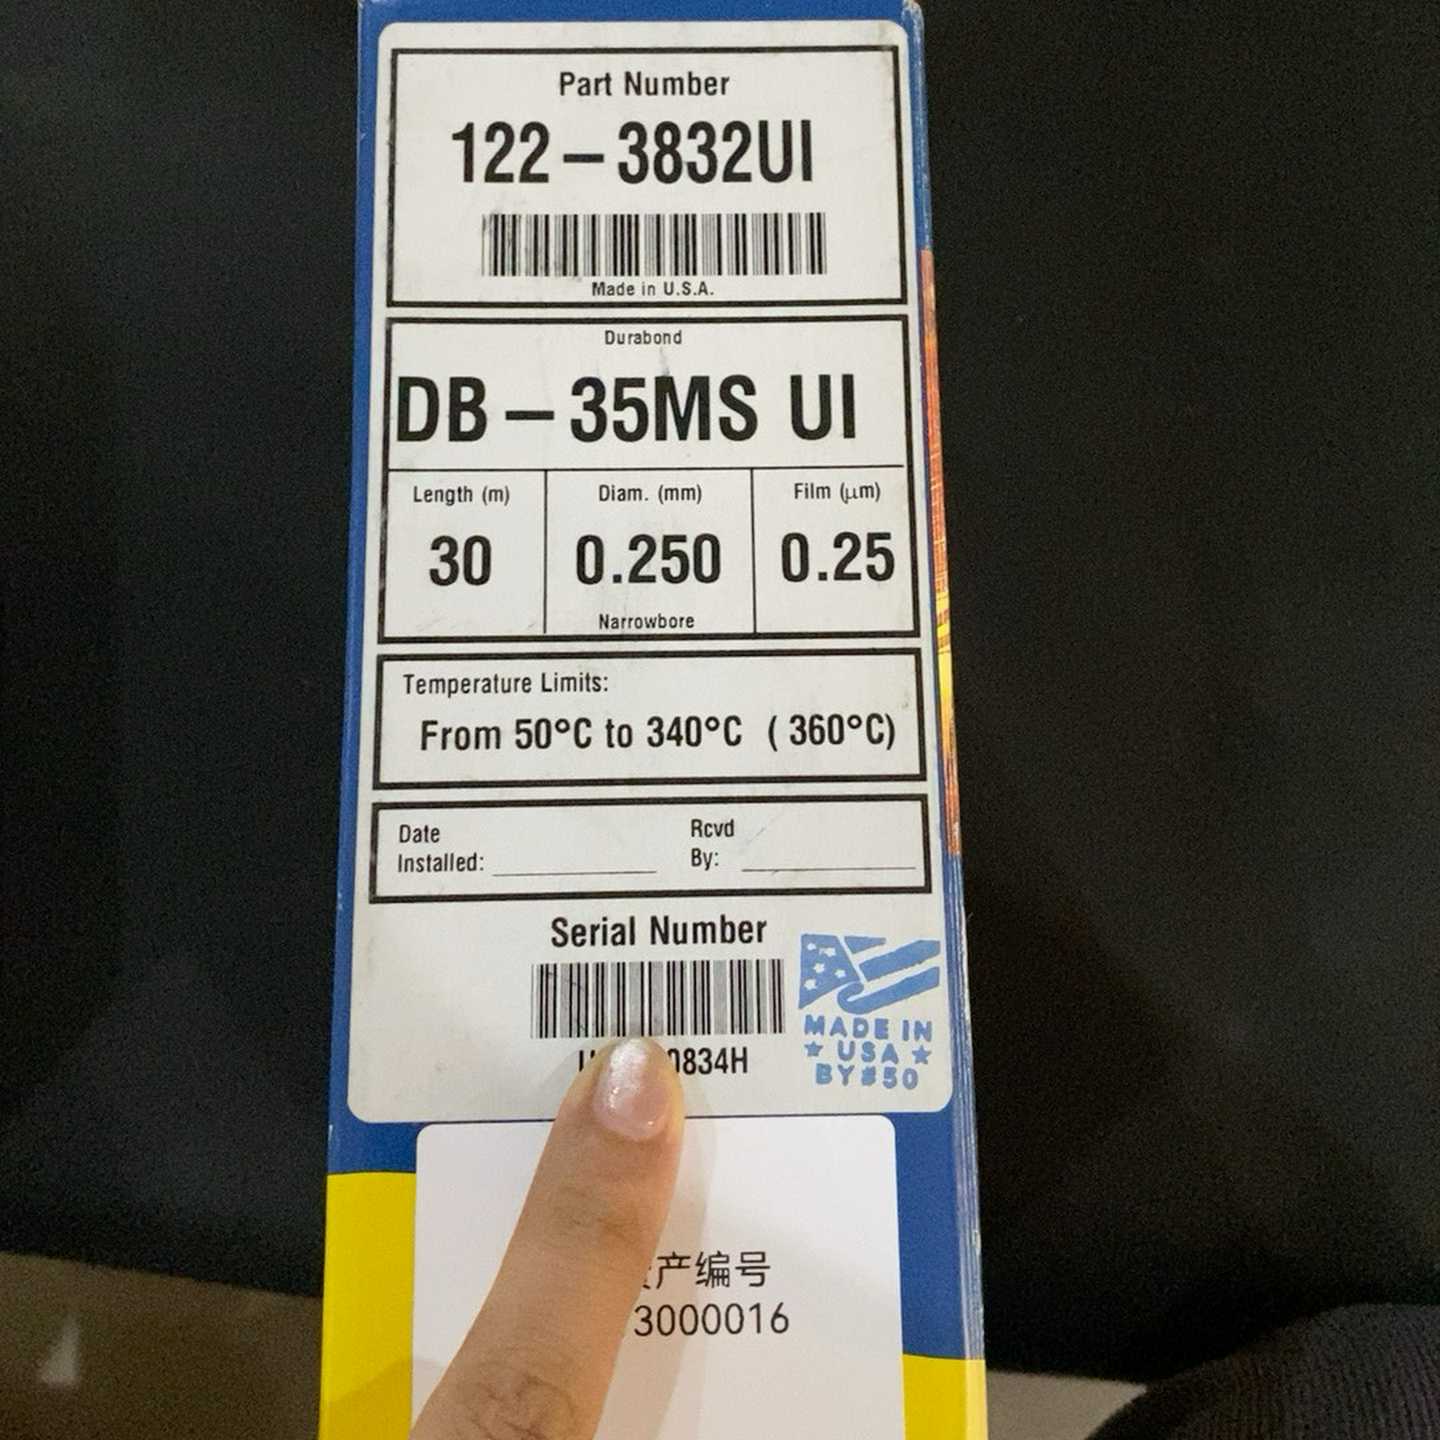 Part Number
122-3832UI
Made in U.S.A.
Durabond
DB-35MS UI
Length (m) Diam. (mm) Film (μm)
30 0.250 0.25
Narrowbore
Temperature Limits:
From 50°C to 340°C ( 360°C)
Date Installed: Rcvd By:
Serial Number
MADE IN
★ USA ★
BY #50
产编号
3000016